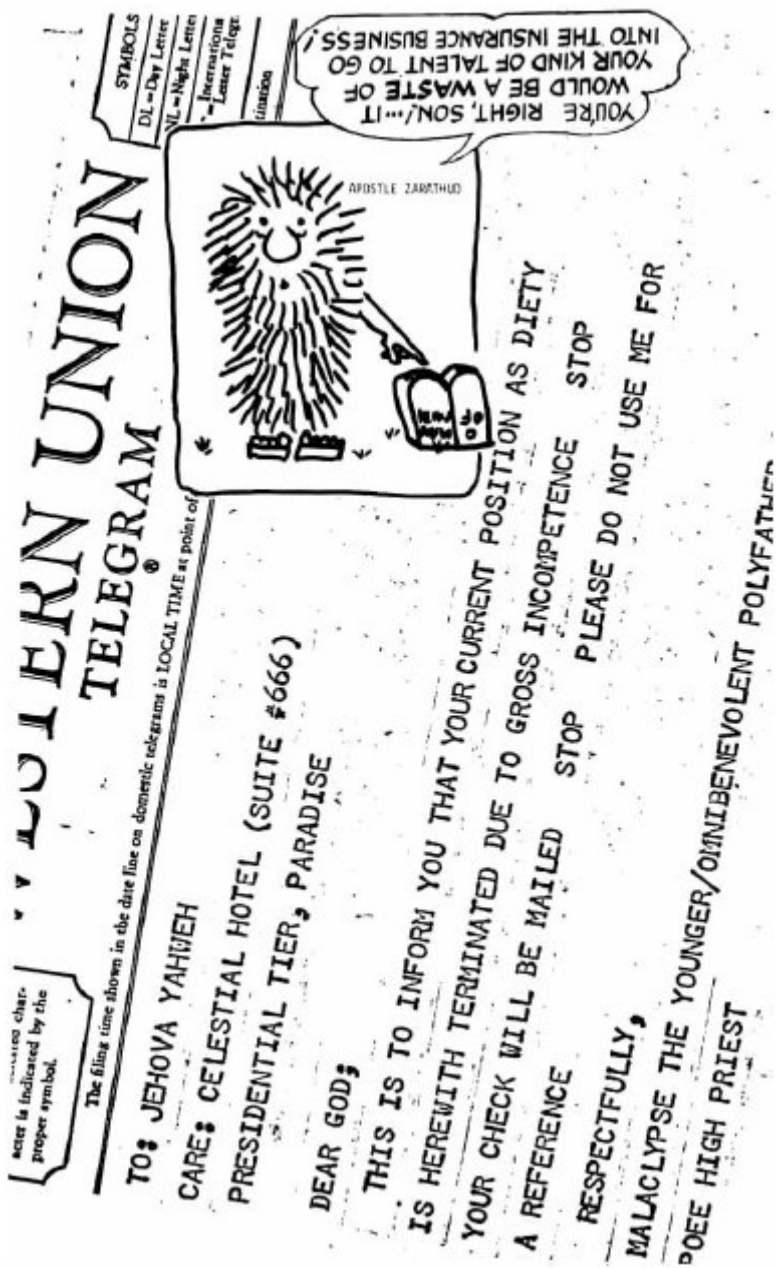 ESTERN UNION
TELEGRAM
®
SYMBOLS
DL=Day Letter
NL=Night Letter
International
=Letter Telegr.
acter is indicated by the
proper symbol.
The filing time shown in the date line on domestic telegrams is LOCAL TIME at point of
tination
YOU'RE RIGHT, SON!...IT
WOULD BE A WASTE OF
YOUR KIND OF TALENT TO GO
INTO THE INSURANCE BUSINESS!
APOSTLE ZARATHUD
TO: JEHOVA YAHWEH
CARE: CELESTIAL HOTEL (SUITE #666)
PRESIDENTIAL TIER, PARADISE
DEAR GOD;
THIS IS TO INFORM YOU THAT YOUR CURRENT POSITION AS DIETY
IS HEREWITH TERMINATED DUE TO GROSS INCOMPETENCE STOP
YOUR CHECK WILL BE MAILED STOP PLEASE DO NOT USE ME FOR
A REFERENCE
RESPECTFULLY,
MALACLYPSE THE YOUNGER/OMNIBENEVOLENT POLYFATHER
POEE HIGH PRIEST